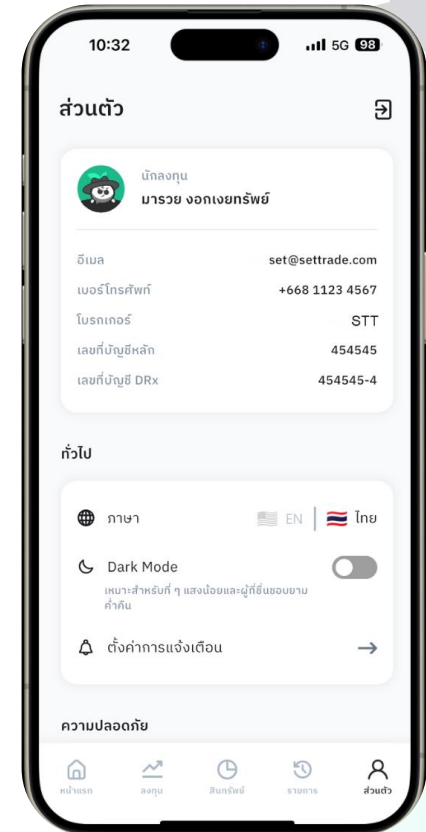 10:32 5G 98
ส่วนตัว
นักลงทุน
มารวย งอกเงยทรัพย์
อีเมล set@settrade.com
เบอร์โทรศัพท์ +668 1123 4567
โบรกเกอร์ STT
เลขที่บัญชีหลัก 454545
เลขที่บัญชี DRx 454545-4
ทั่วไป
ภาษา EN ไทย
Dark Mode
เหมาะสำหรับที่ ๆ แสงน้อยและผู้ที่ชื่นชอบยาม
ค่ำคืน
ตั้งค่าการแจ้งเตือน
ความปลอดภัย
หน้าแรก ลงทุน สินทรัพย์ รายการ ส่วนตัว